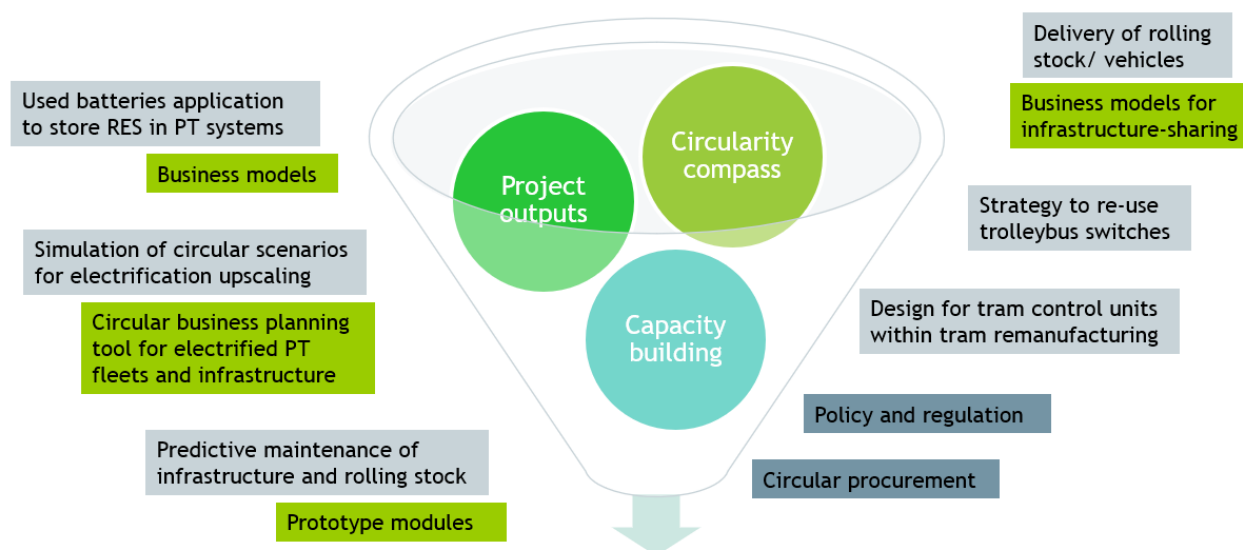 Used batteries application
to store RES in PT systems
Business models
Simulation of circular scenarios
for electrification upscaling
Circular business planning
tool for electrified PT
fleets and infrastructure
Predictive maintenance of
infrastructure and rolling stock
Prototype modules
Project
outputs
Circularity
compass
Capacity
building
Delivery of rolling
stock/ vehicles
Business models for
infrastructure-sharing
Strategy to re-use
trolleybus switches
Design for tram control units
within tram remanufacturing
Policy and regulation
Circular procurement